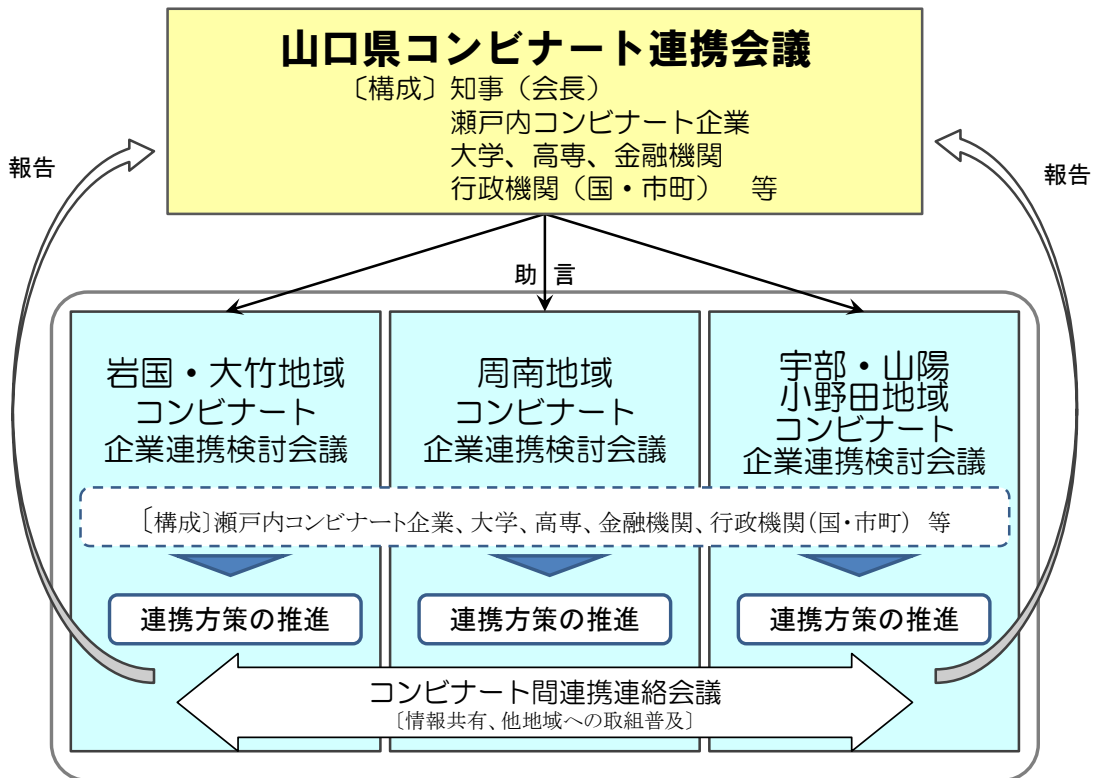 山口県コンビナート連携会議
〔構成〕知事（会長）
瀬戸内コンビナート企業
大学、高専、金融機関
行政機関（国・市町）　等
報告
報告
助言
岩国・大竹地域
コンビナート
企業連携検討会議
周南地域
コンビナート
企業連携検討会議
宇部・山陽
小野田地域
コンビナート
企業連携検討会議
〔構成〕瀬戸内コンビナート企業、大学、高専、金融機関、行政機関（国・市町）　等
連携方策の推進
連携方策の推進
連携方策の推進
コンビナート間連携連絡会議
〔情報共有、他地域への取組普及〕